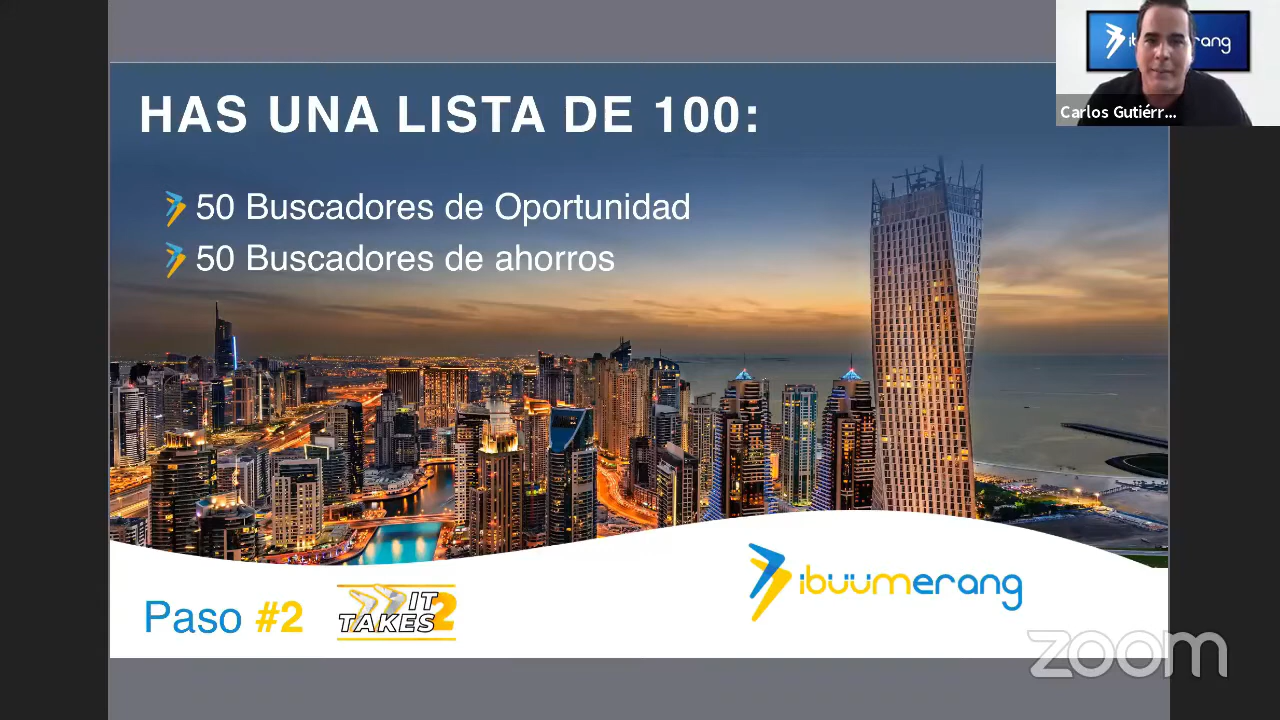 HAS UNA LISTA DE 100:
50 Buscadores de Oportunidad
50 Buscadores de ahorros
Paso #2
IT
TAKES 2
ibuumerang
zoom
Carlos Gutiérr...